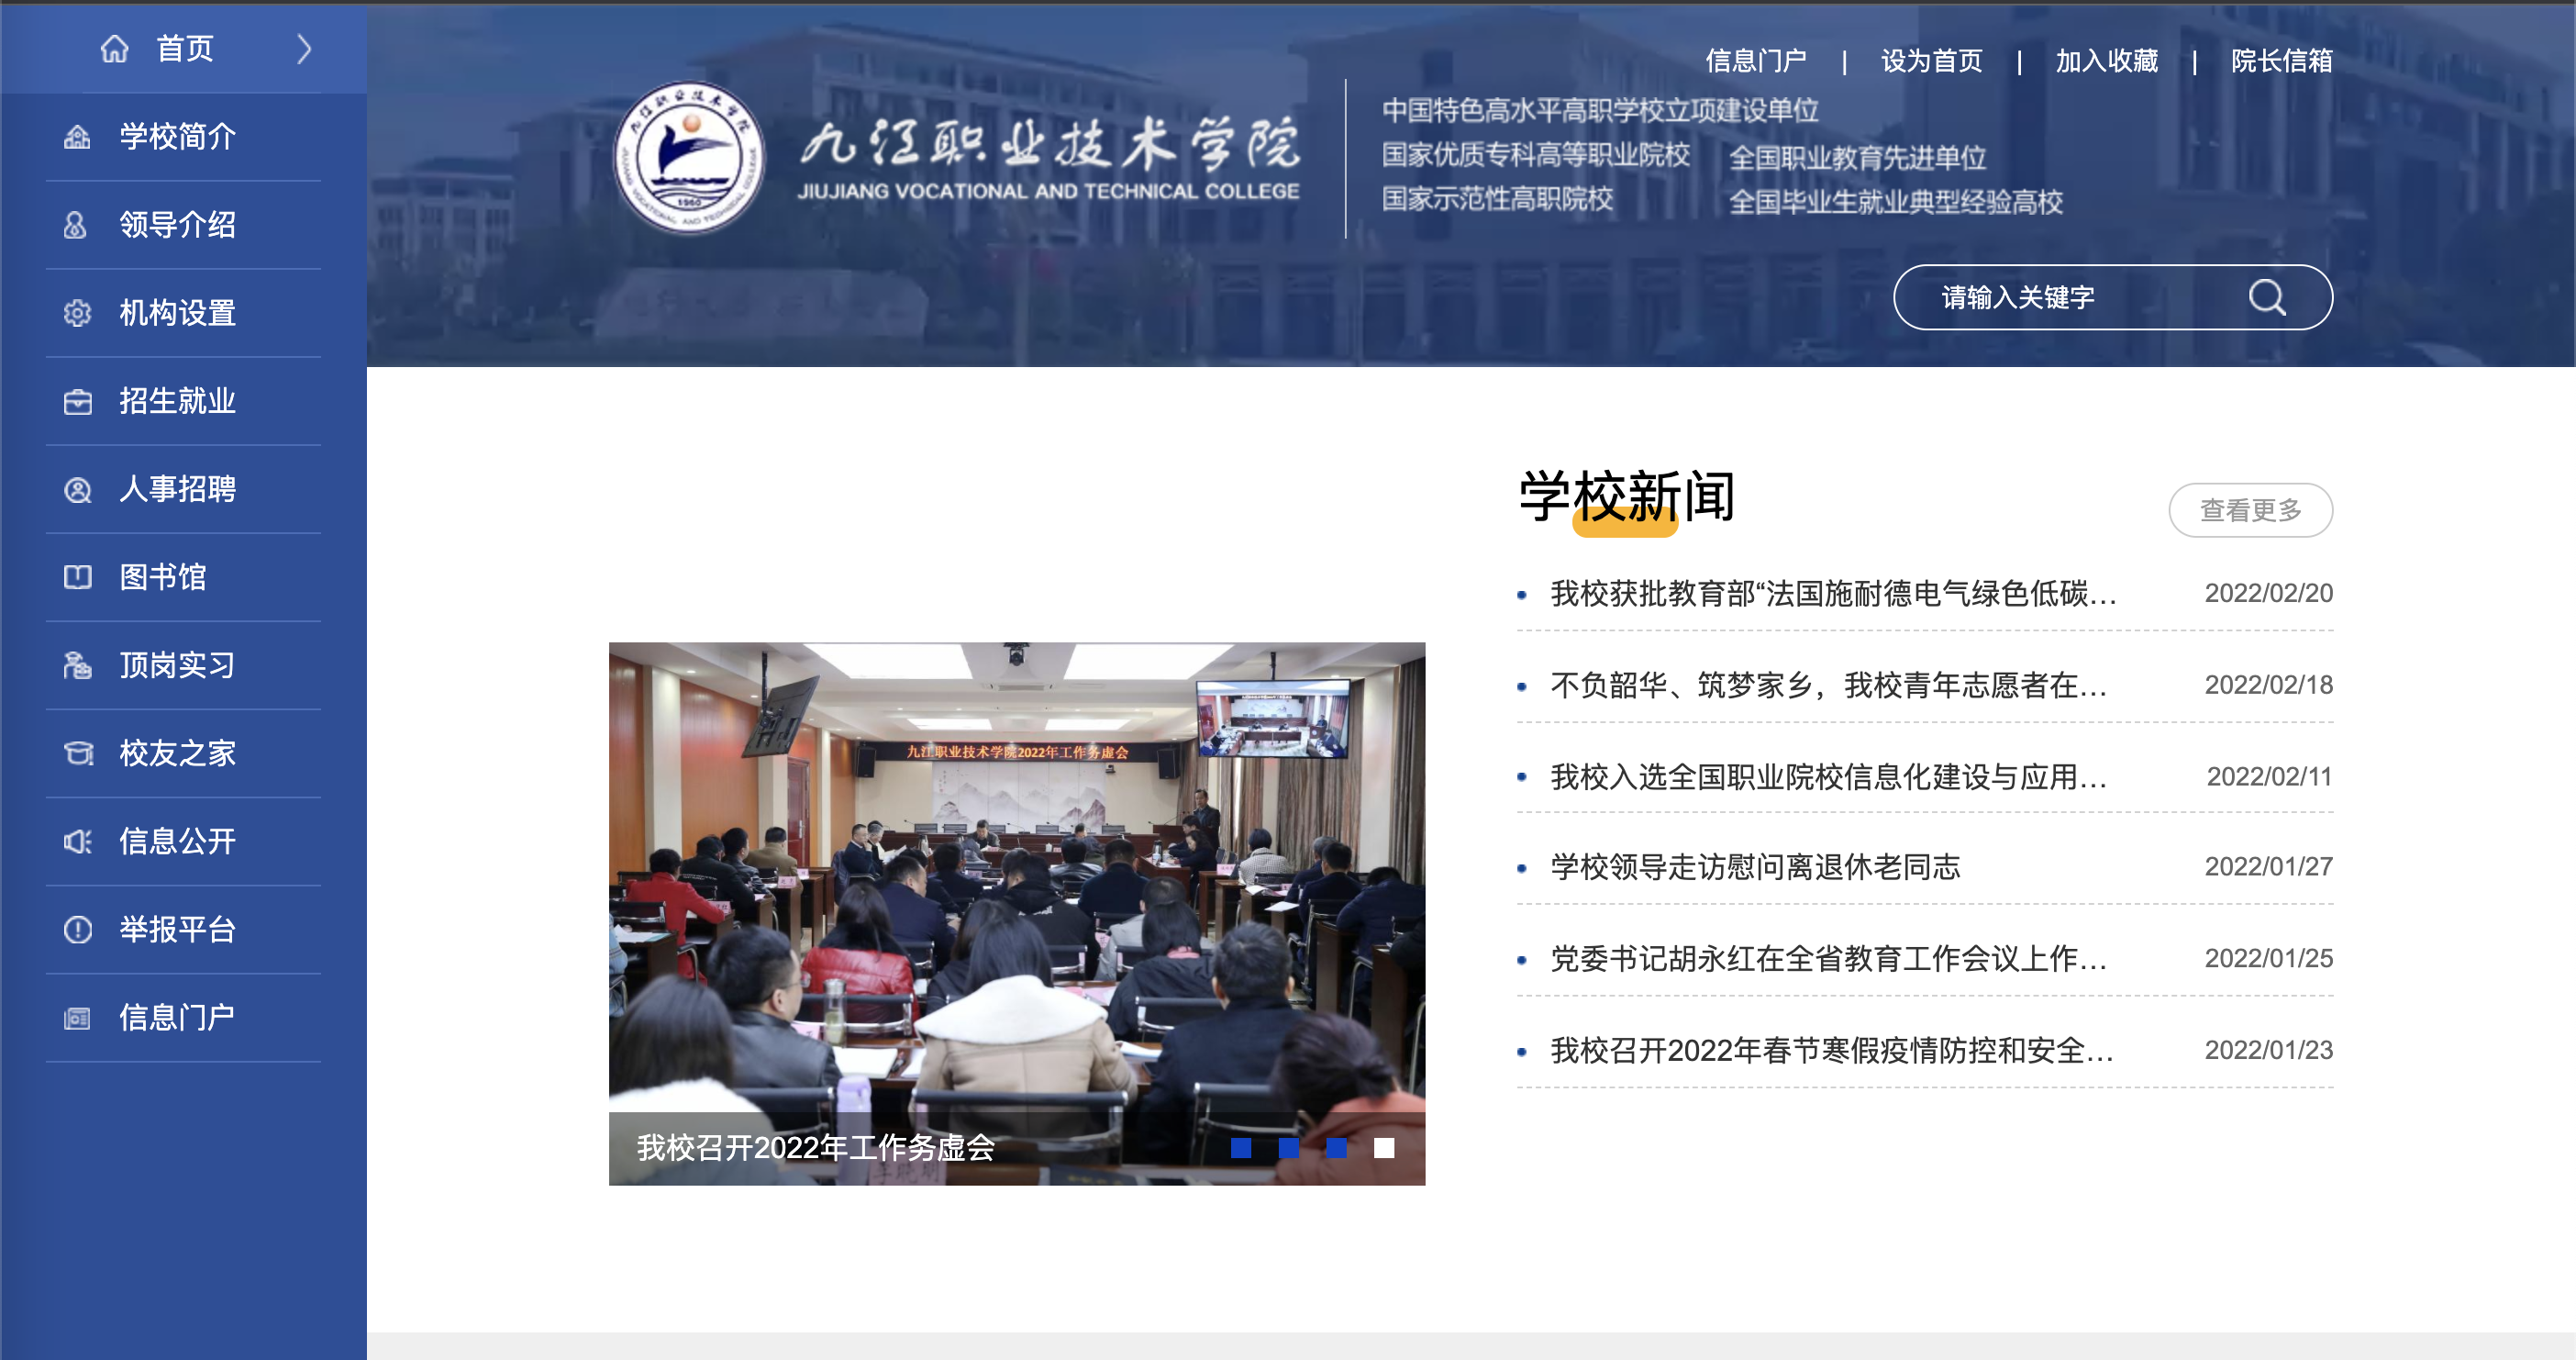 首页
学校简介
领导介绍
机构设置
招生就业
人事招聘
图书馆
顶岗实习
校友之家
信息公开
举报平台
信息门户
信息门户 | 设为首页 | 加入收藏 | 院长信箱
九江职业技术学院
JIUJIANG VOCATIONAL AND TECHNICAL COLLEGE
1960
九江职业技术学院
JIUJIANG VOCATIONAL AND TECHNICAL COLLEGE
中国特色高水平高职学校立项建设单位
国家优质专科高等职业院校 全国职业教育先进单位
国家示范性高职院校 全国毕业生就业典型经验高校
请输入关键字
九江职业技术学院2022年工作务虚会
我校召开2022年工作务虚会
学校新闻
查看更多
我校获批教育部“法国施耐德电气绿色低碳… 2022/02/20
不负韶华、筑梦家乡，我校青年志愿者在… 2022/02/18
我校入选全国职业院校信息化建设与应用… 2022/02/11
学校领导走访慰问离退休老同志 2022/01/27
党委书记胡永红在全省教育工作会议上作… 2022/01/25
我校召开2022年春节寒假疫情防控和安全… 2022/01/23